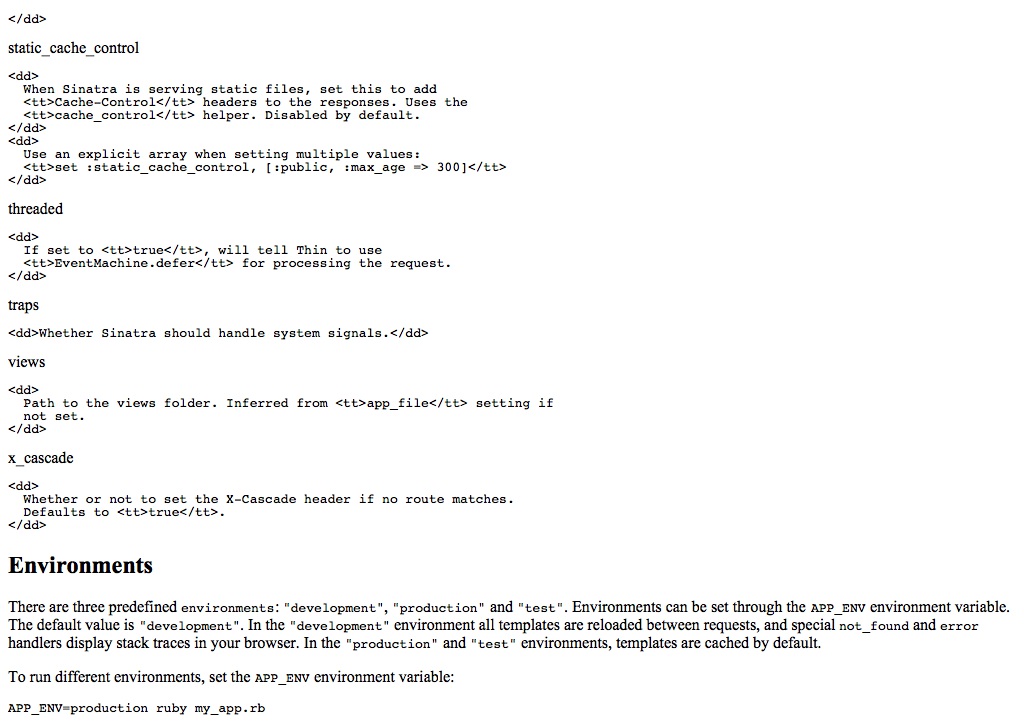 </dd>
static_cache_control
<dd>
When Sinatra is serving static files, set this to add
<tt>Cache-Control</tt> headers to the responses. Uses the
<tt>cache_control</tt> helper. Disabled by default.
</dd>
<dd>
Use an explicit array when setting multiple values:
<tt>set :static_cache_control, [:public, :max_age => 300]</tt>
</dd>
threaded
<dd>
If set to <tt>true</tt>, will tell Thin to use
<tt>EventMachine.defer</tt> for processing the request.
</dd>
traps
<dd>Whether Sinatra should handle system signals.</dd>
views
<dd>
Path to the views folder. Inferred from <tt>app_file</tt> setting if
not set.
</dd>
x_cascade
<dd>
Whether or not to set the X-Cascade header if no route matches.
Defaults to <tt>true</tt>.
</dd>
Environments
There are three predefined environments: "development", "production" and "test". Environments can be set through the APP_ENV environment variable.
The default value is "development". In the "development" environment all templates are reloaded between requests, and special not_found and error
handlers display stack traces in your browser. In the "production" and "test" environments, templates are cached by default.
To run different environments, set the APP_ENV environment variable:
APP_ENV=production ruby my_app.rb